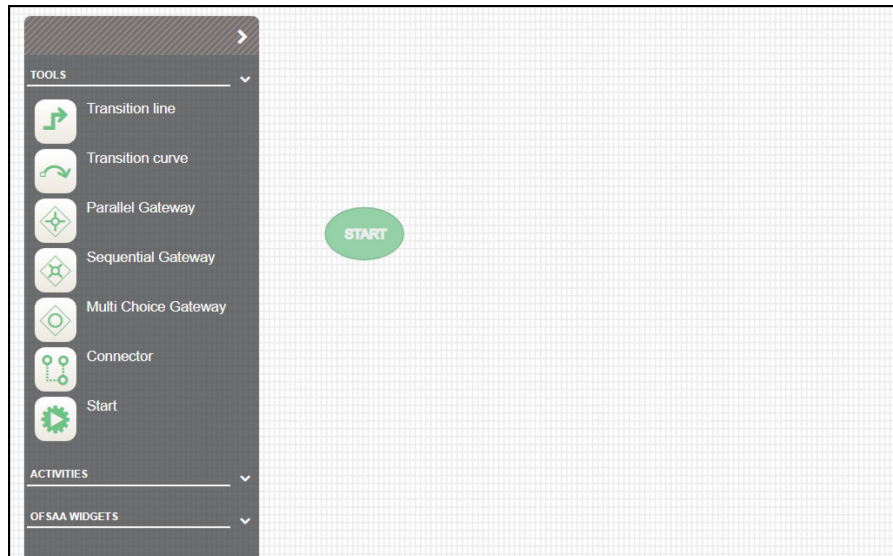 TOOLS
Transition line
Transition curve
Parallel Gateway
START
Sequential Gateway
Multi Choice Gateway
Connector
Start
ACTIVITIES
OFSAA WIDGETS